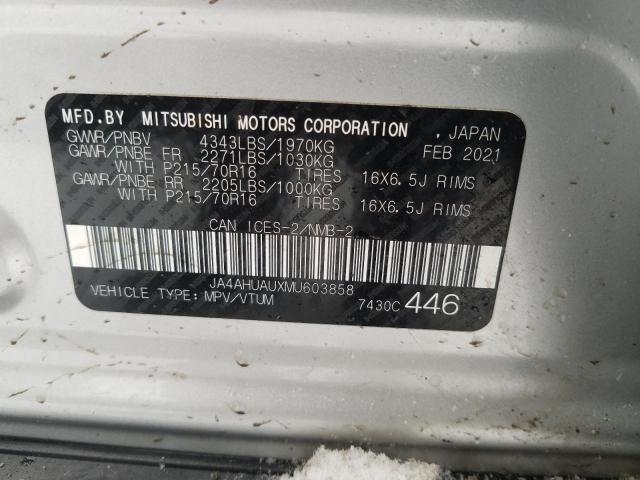 MFD.BY MITSUBISHI MOTORS CORPORATION , JAPAN
GWVR/PNBV 4343LBS/1970KG FEB 2021
GAWR/PNBE FR 2271LBS/1030KG
WITH P215/70R16 TIRES 16X6.5J RIMS
GAWR/PNBE RR 2205LBS/1000KG
WITH P215/70R16 TIRES 16X6.5J RIMS
CAN ICES-2/NMB-2
JA4AHUAUXMU603858
VEHICLE TYPE: MPV/VTUM 7430C 446